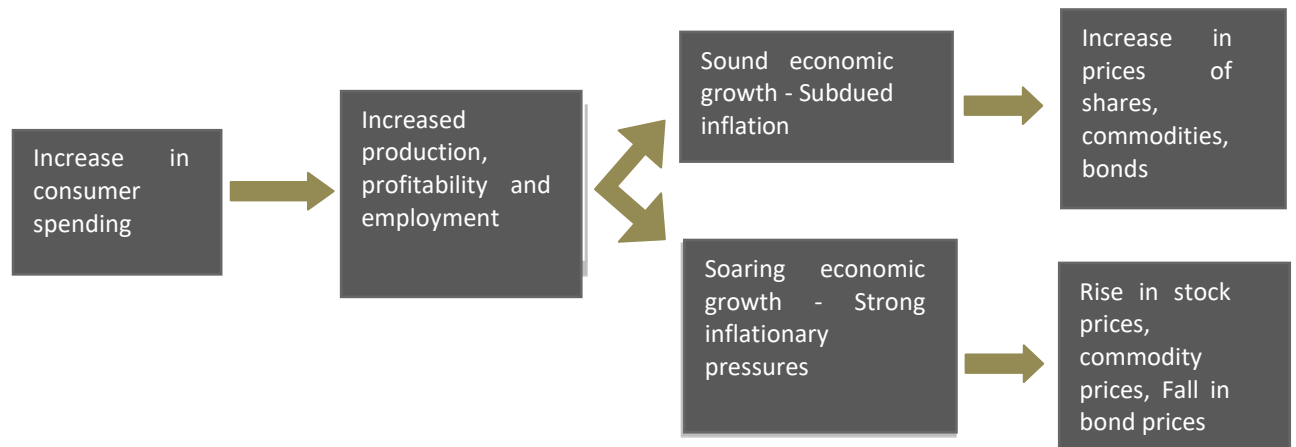 Increase in
consumer
spending
Increased
production,
profitability and
employment
Sound economic
growth - Subdued
inflation
Increase in
prices of
shares,
commodities,
bonds
Soaring economic
growth - Strong
inflationary
pressures
Rise in stock
prices,
commodity
prices, Fall in
bond prices